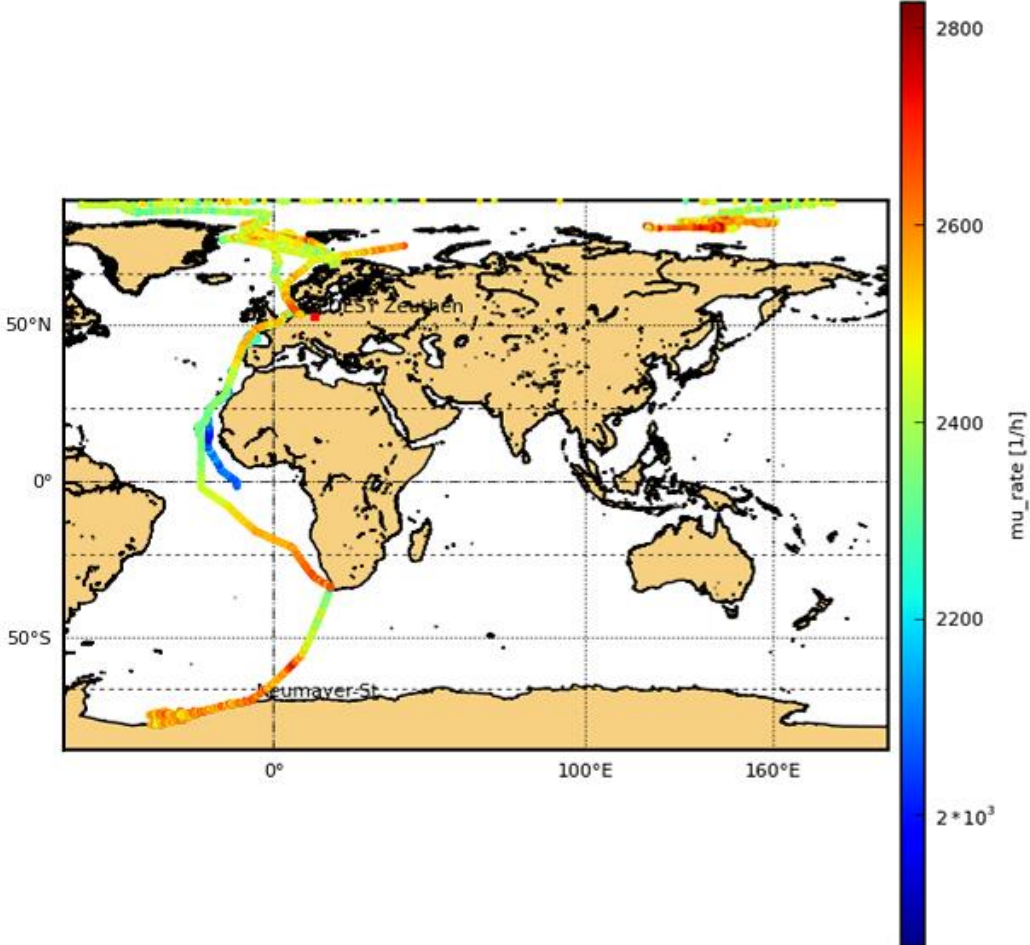 2800
2600
DESY Zeuthen
50°N
2400
mu_rate [1/h]
0°
2200
50°S
Neumayer-St
0°
100°E
160°E
2*10³